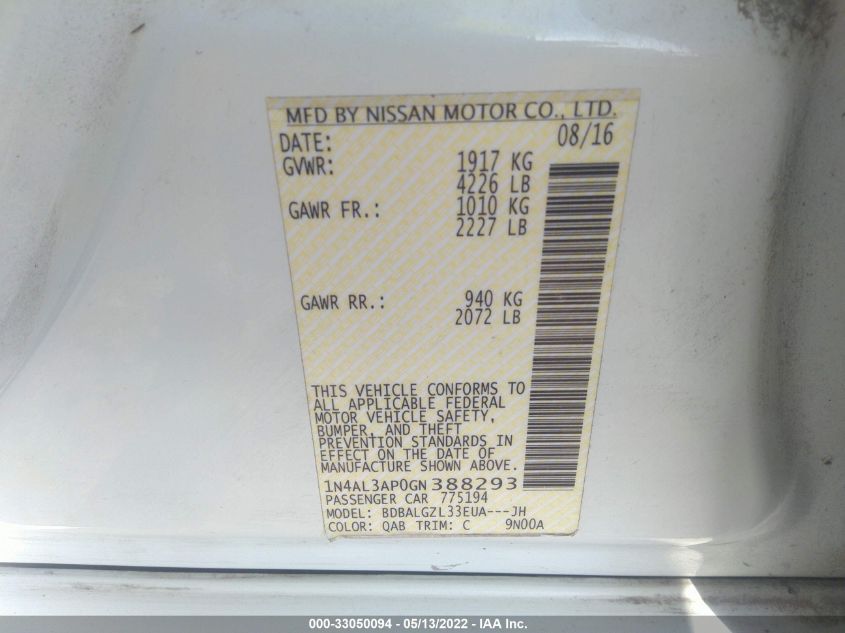 MFD BY NISSAN MOTOR CO., LTD.
DATE: 08/16
GVWR: 1917 KG
4226 LB
GAWR FR.: 1010 KG
2227 LB
GAWR RR.: 940 KG
2072 LB
THIS VEHICLE CONFORMS TO
ALL APPLICABLE FEDERAL
MOTOR VEHICLE SAFETY,
BUMPER, AND THEFT
PREVENTION STANDARDS IN
EFFECT ON THE DATE OF
MANUFACTURE SHOWN ABOVE.
1N4AL3AP0GN388293
PASSENGER CAR 775194
MODEL: BDBALGZL33EUA---JH
COLOR: QAB TRIM: C 9N00A
000-33050094 - 05/13/2022 - IAA Inc.